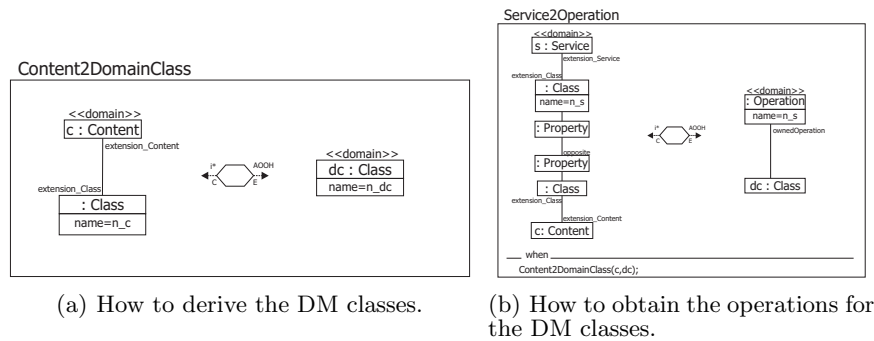 Content2DomainClass
<<domain>>
c : Content
extension_Content
extension_Class
: Class
name=n_c
i*
C
AOOH
E
<<domain>>
dc : Class
name=n_dc
(a) How to derive the DM classes.
Service2Operation
<<domain>>
s : Service
extension_Service
extension_Class
: Class
name=n_s
: Property
opposite
: Property
: Class
extension_Class
extension_Content
c: Content
i*
C
AOOH
E
<<domain>>
: Operation
name=n_s
ownedOperation
dc : Class
when
Content2DomainClass(c,dc);
(b) How to obtain the operations for
the DM classes.